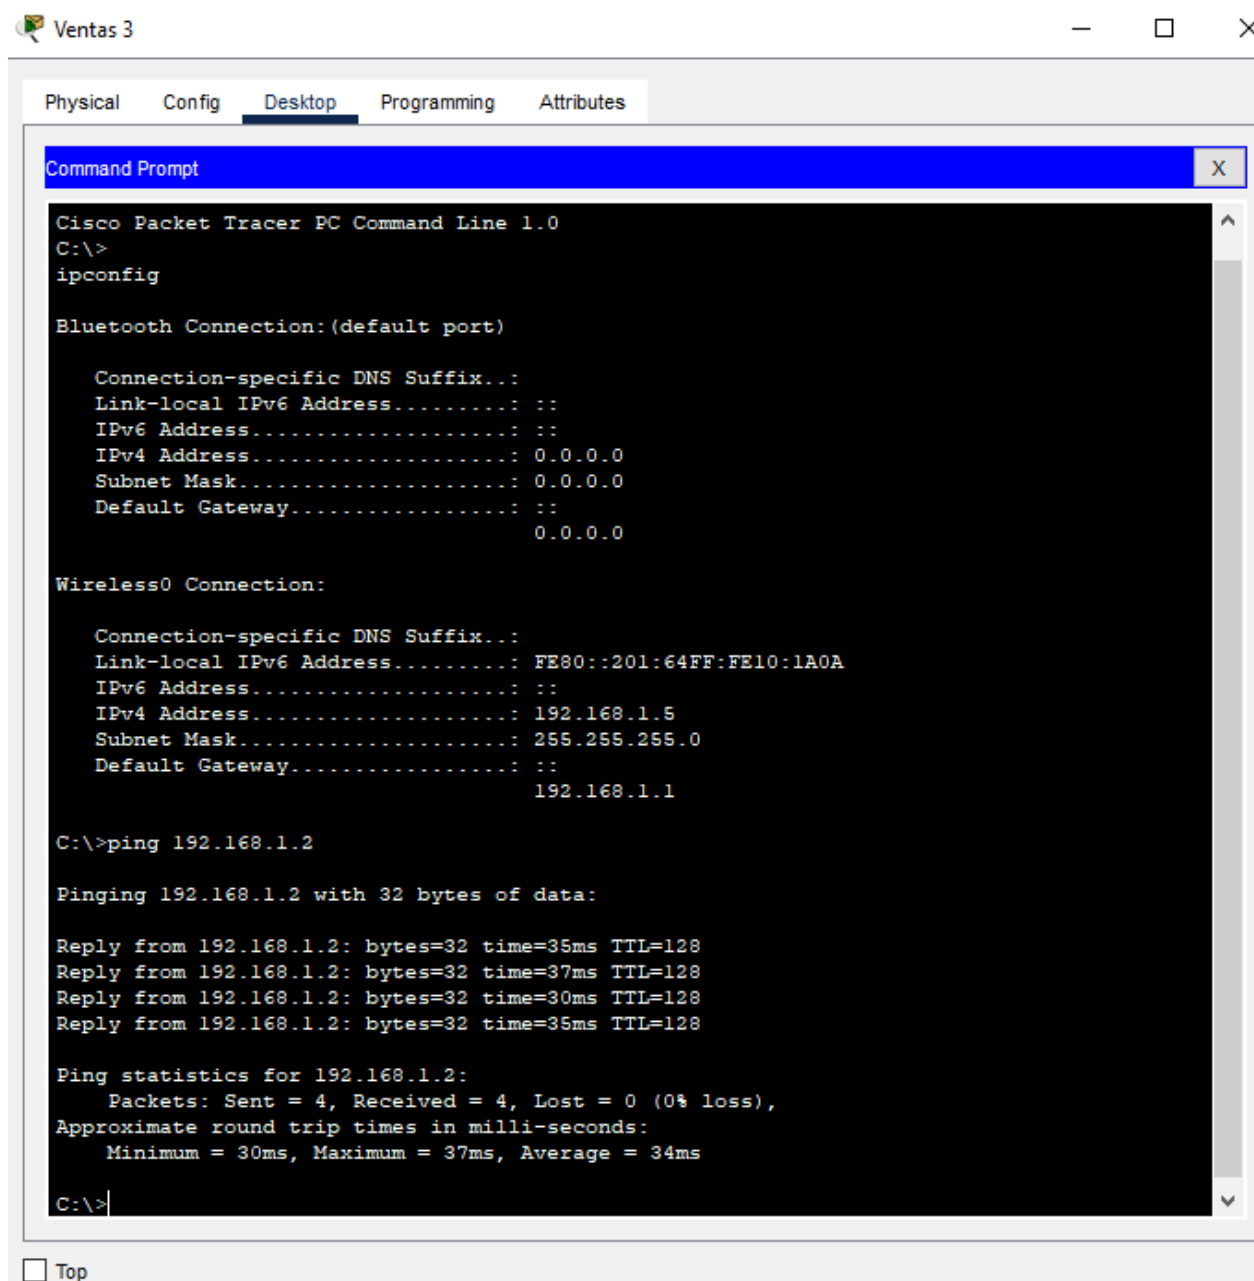 Ventas 3
Physical Config Desktop Programming Attributes
Command Prompt X
Cisco Packet Tracer PC Command Line 1.0
C:\>
ipconfig
Bluetooth Connection:(default port)
Connection-specific DNS Suffix..:
Link-local IPv6 Address.........: ::
IPv6 Address....................: ::
IPv4 Address....................: 0.0.0.0
Subnet Mask.....................: 0.0.0.0
Default Gateway.................: ::
0.0.0.0
Wireless0 Connection:
Connection-specific DNS Suffix..:
Link-local IPv6 Address.........: FE80::201:64FF:FE10:1A0A
IPv6 Address....................: ::
IPv4 Address....................: 192.168.1.5
Subnet Mask.....................: 255.255.255.0
Default Gateway.................: ::
192.168.1.1
C:\>ping 192.168.1.2
Pinging 192.168.1.2 with 32 bytes of data:
Reply from 192.168.1.2: bytes=32 time=35ms TTL=128
Reply from 192.168.1.2: bytes=32 time=37ms TTL=128
Reply from 192.168.1.2: bytes=32 time=30ms TTL=128
Reply from 192.168.1.2: bytes=32 time=35ms TTL=128
Ping statistics for 192.168.1.2:
Packets: Sent = 4, Received = 4, Lost = 0 (0% loss),
Approximate round trip times in milli-seconds:
Minimum = 30ms, Maximum = 37ms, Average = 34ms
C:\>
Top